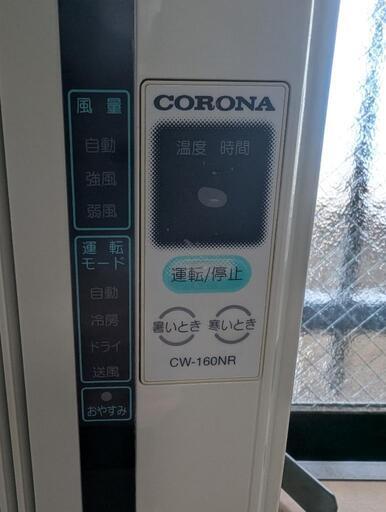 風量
自動
強風
弱風
運転
モード
自動
冷房
ドライ
送風
おやすみ
CORONA
温度 時間
運転/停止
暑いとき 寒いとき
CW-160NR